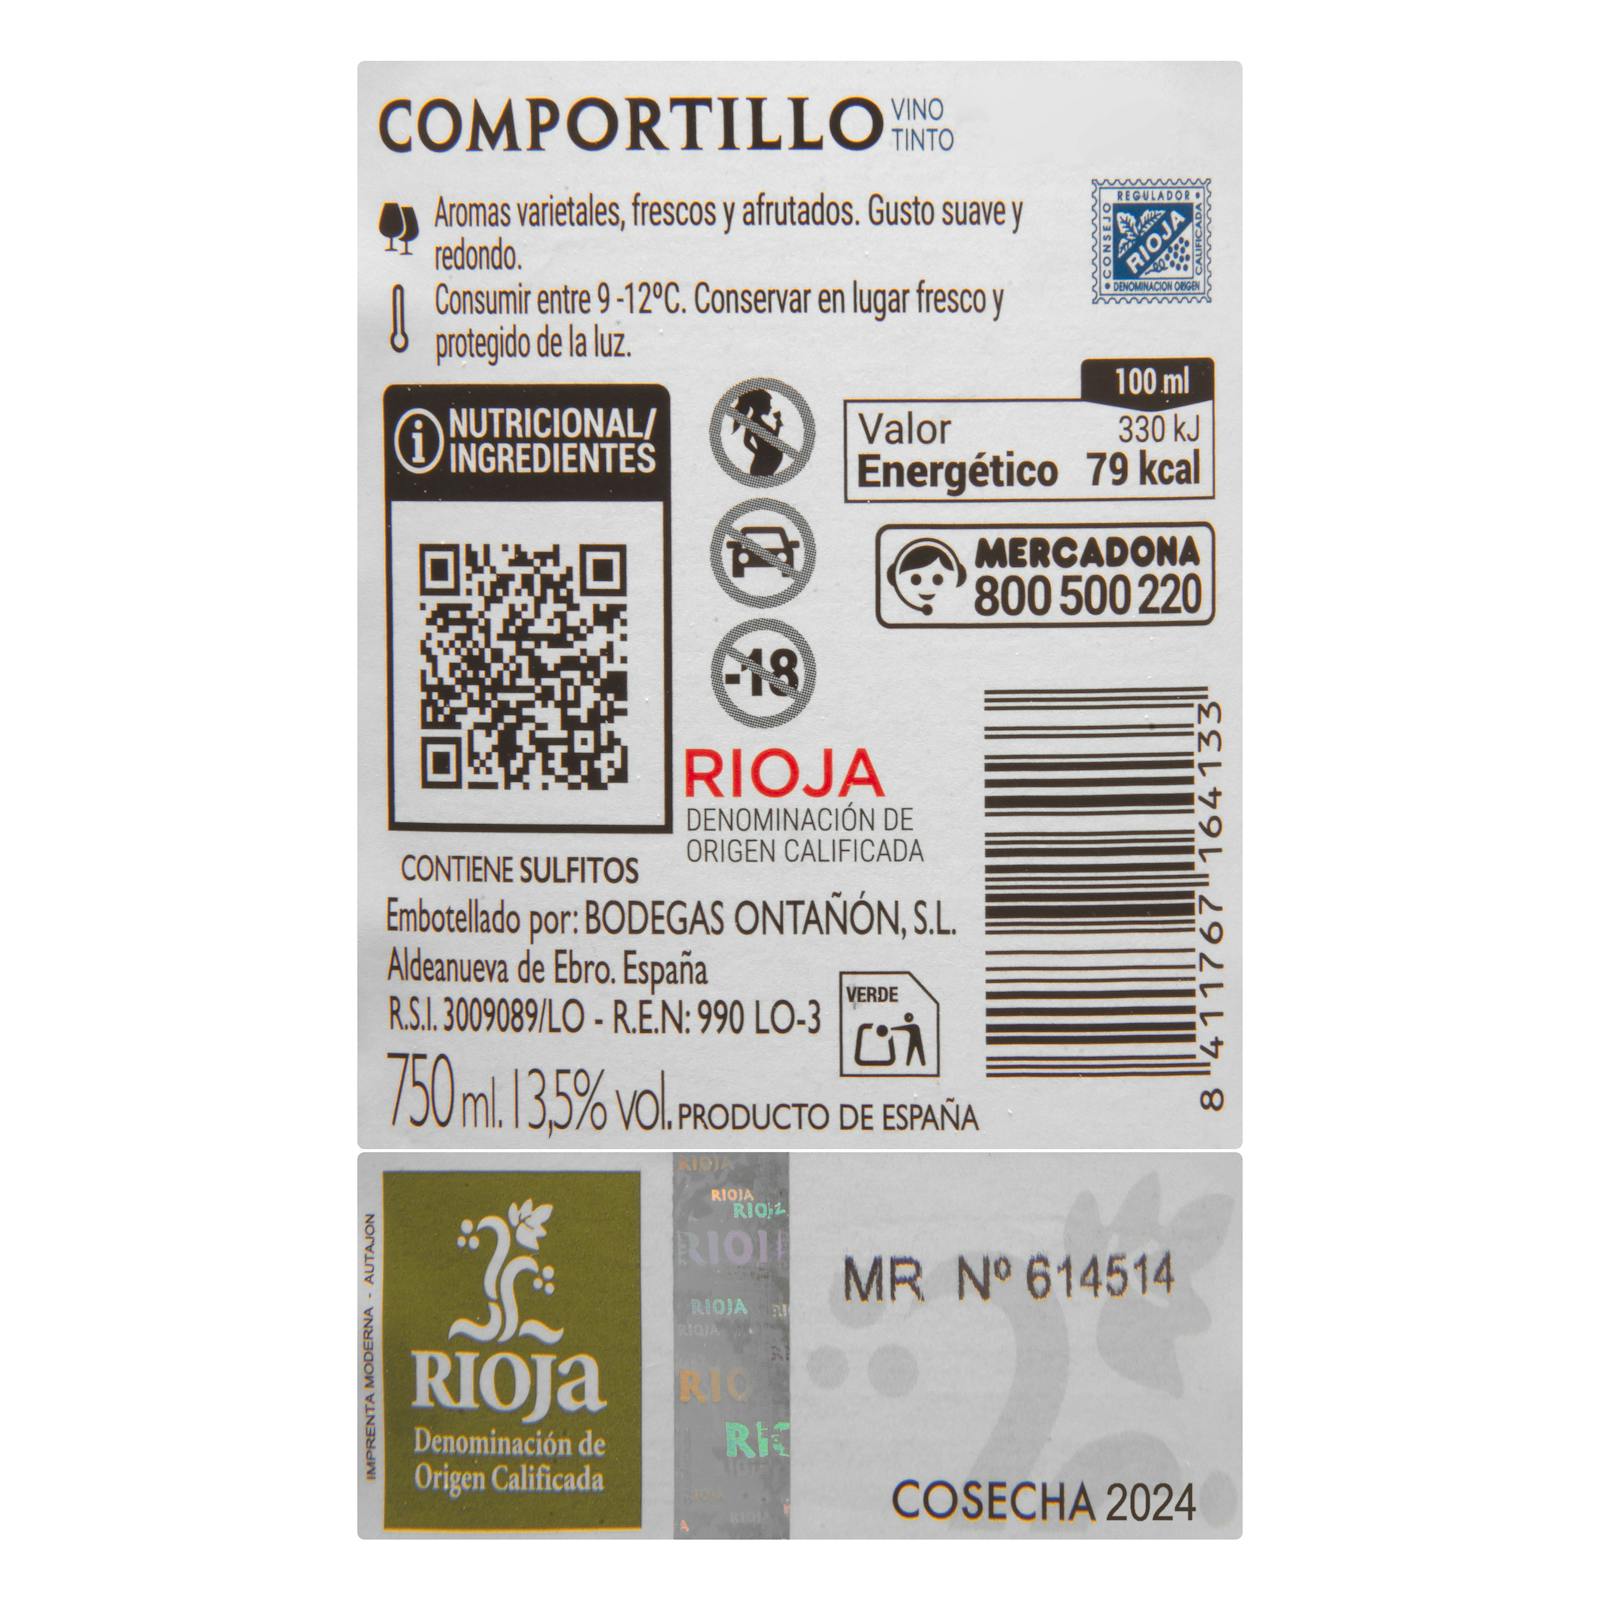 COMPORTILLO VINO TINTO
Aromas varietales, frescos y afrutados. Gusto suave y
redondo.
Consumir entre 9 -12ºC. Conservar en lugar fresco y
protegido de la luz.
CONSEJO REGULADOR
RIOJA
DENOMINACION ORIGEN CALIFICADA
i NUTRICIONAL/
INGREDIENTES
-18
100 ml
Valor 330 kJ
Energético 79 kcal
MERCADONA
800 500 220
RIOJA
DENOMINACIÓN DE
ORIGEN CALIFICADA
CONTIENE SULFITOS
Embotellado por: BODEGAS ONTAÑÓN, S.L.
Aldeanueva de Ebro. España
R.S.I. 3009089/LO - R.E.N: 990 LO-3
VERDE
750 ml. 13,5% vol. PRODUCTO DE ESPAÑA
8 411767 164133
IMPRENTA MODERNA - AUTAJON
RIOJA
Denominación de
Origen Calificada
RIOJA
RIOJA
RIOJA
MR Nº 614514
COSECHA 2024